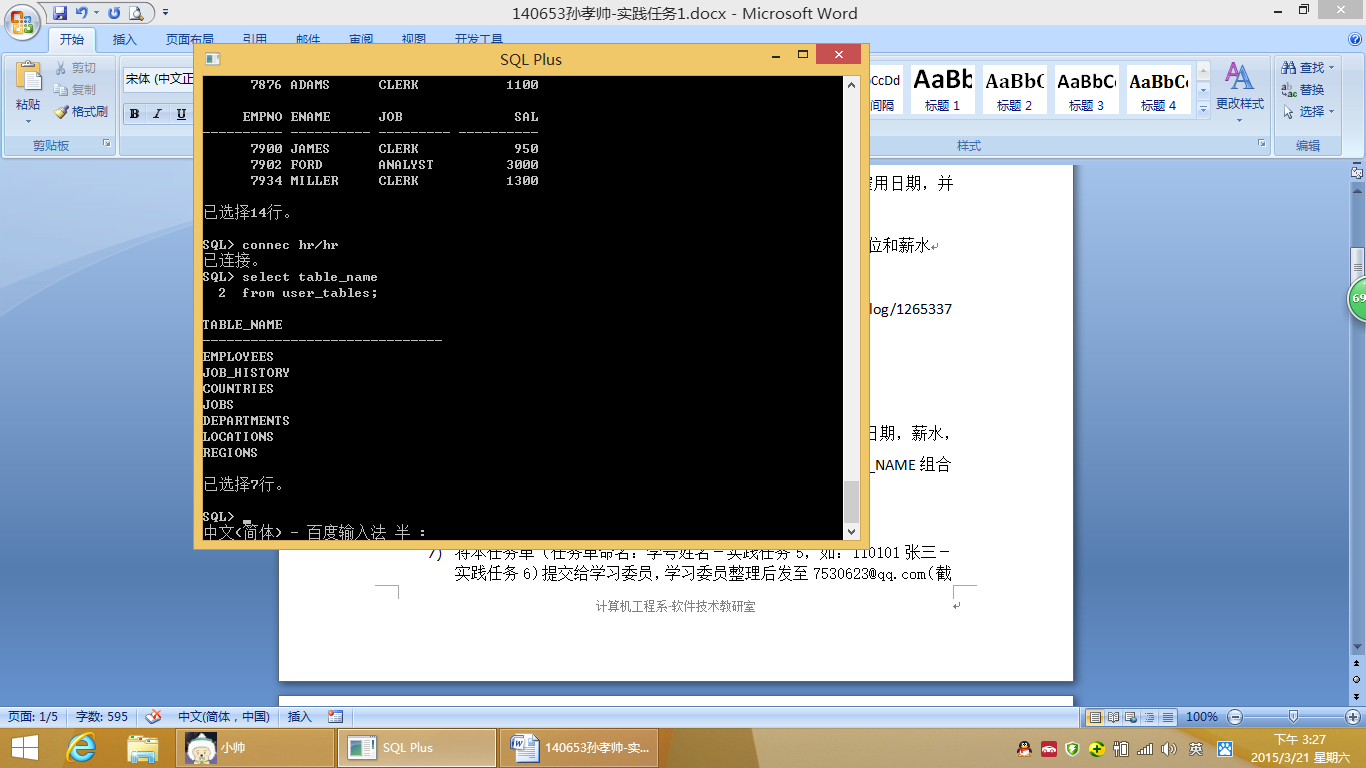 140653孙孝帅-实践任务1.docx - Microsoft Word
开始 插入 页面布局 引用 邮件 审阅 视图 开发工具
剪切
复制
格式刷
粘贴
剪贴板
宋体 (中文正
B I U
AaBb AaBb( AaBb( AaBb(
间隔 标题 1 标题 2 标题 3 标题 4
更改样式
样式
查找
替换
选择
编辑
SQL Plus
7876 ADAMS CLERK 1100
EMPNO ENAME JOB SAL
---------- ---------- --------- ----------
7900 JAMES CLERK 950
7902 FORD ANALYST 3000
7934 MILLER CLERK 1300
已选择14行。
SQL> connec hr/hr
已连接。
SQL> select table_name
2 from user_tables;
TABLE_NAME
------------------------------
EMPLOYEES
JOB_HISTORY
COUNTRIES
JOBS
DEPARTMENTS
LOCATIONS
REGIONS
已选择7行。
SQL>
中文(简体) - 百度输入法 半 :
用日期，并
位和薪水
log/1265337
日期，薪水，
_NAME 组合
7) 将本任务单（任务单命名：学号姓名－实践任务 5，如：110101 张三－
实践任务 6）提交给学习委员，学习委员整理后发至 7530623@qq.com(截
计算机工程系-软件技术教研室
69
页面: 1/5 字数: 595 中文(简体，中国) 插入 100%
小帅 SQL Plus 140653孙孝帅-实... 英
下午 3:27
2015/3/21 星期六